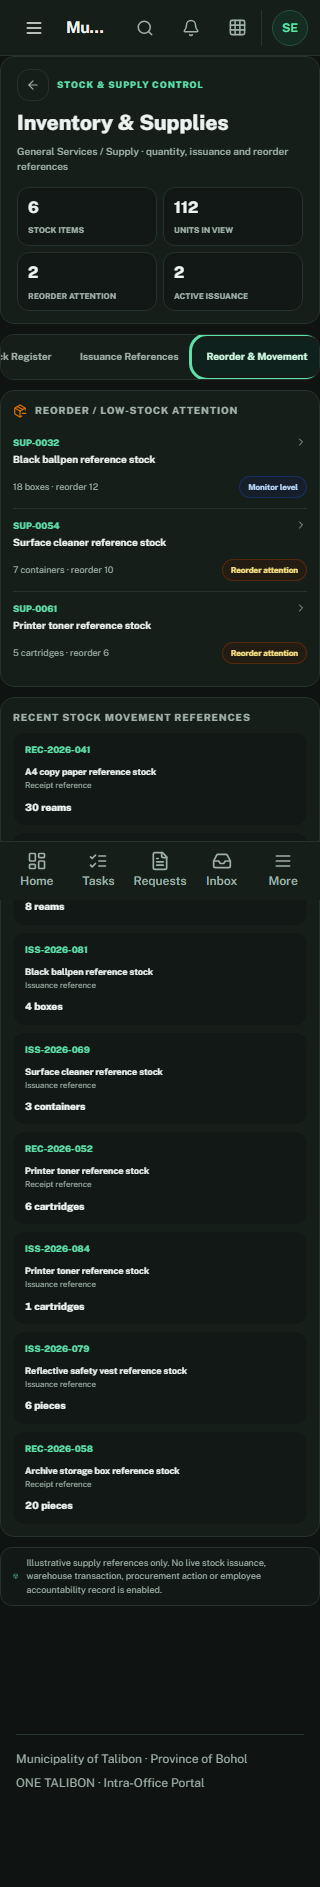 Mu...
SE
STOCK & SUPPLY CONTROL
Inventory & Supplies
General Services / Supply · quantity, issuance and reorder
references
6
STOCK ITEMS
112
UNITS IN VIEW
2
REORDER ATTENTION
2
ACTIVE ISSUANCE
k Register
Issuance References
Reorder & Movement
REORDER / LOW-STOCK ATTENTION
SUP-0032
Black ballpen reference stock
18 boxes · reorder 12
Monitor level
SUP-0054
Surface cleaner reference stock
7 containers · reorder 10
Reorder attention
SUP-0061
Printer toner reference stock
5 cartridges · reorder 6
Reorder attention
RECENT STOCK MOVEMENT REFERENCES
REC-2026-041
A4 copy paper reference stock
Receipt reference
30 reams
Home
Tasks
Requests
Inbox
More
8 reams
ISS-2026-081
Black ballpen reference stock
Issuance reference
4 boxes
ISS-2026-069
Surface cleaner reference stock
Issuance reference
3 containers
REC-2026-052
Printer toner reference stock
Receipt reference
6 cartridges
ISS-2026-084
Printer toner reference stock
Issuance reference
1 cartridges
ISS-2026-079
Reflective safety vest reference stock
Issuance reference
6 pieces
REC-2026-058
Archive storage box reference stock
Receipt reference
20 pieces
Illustrative supply references only. No live stock issuance,
warehouse transaction, procurement action or employee
accountability record is enabled.
Municipality of Talibon · Province of Bohol
ONE TALIBON · Intra-Office Portal